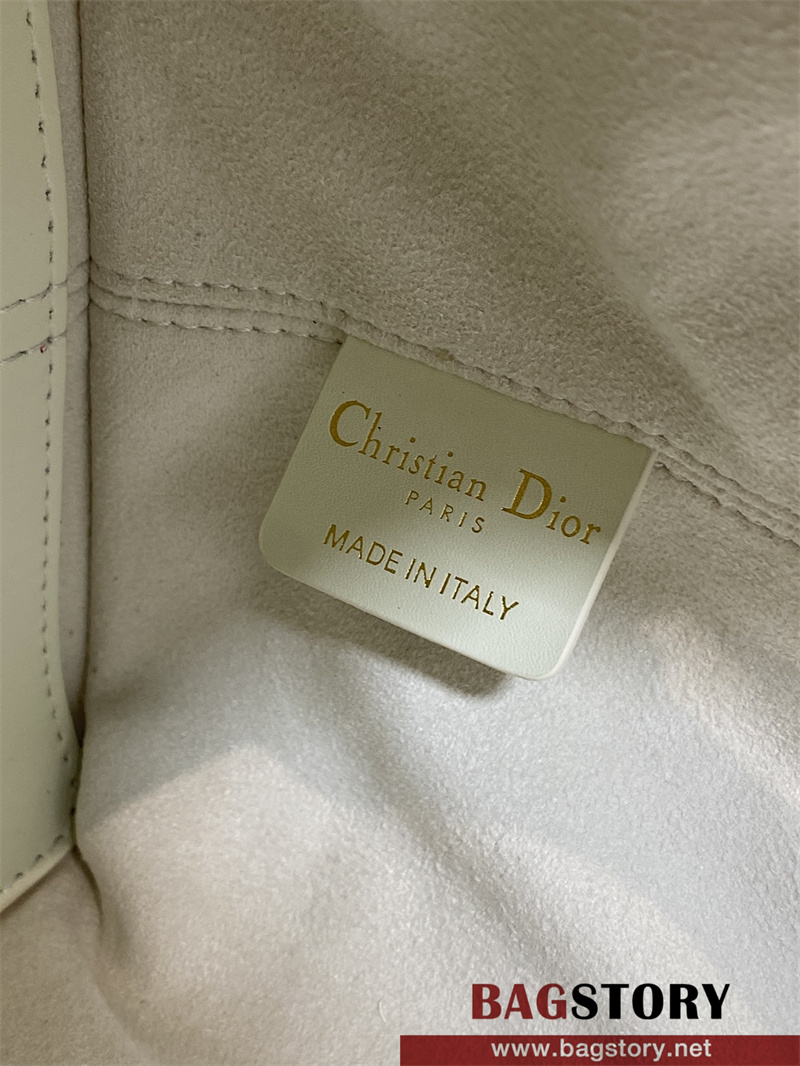 Christian Dior
PARIS
MADE IN ITALY
BAGSTORY
www.bagstory.net